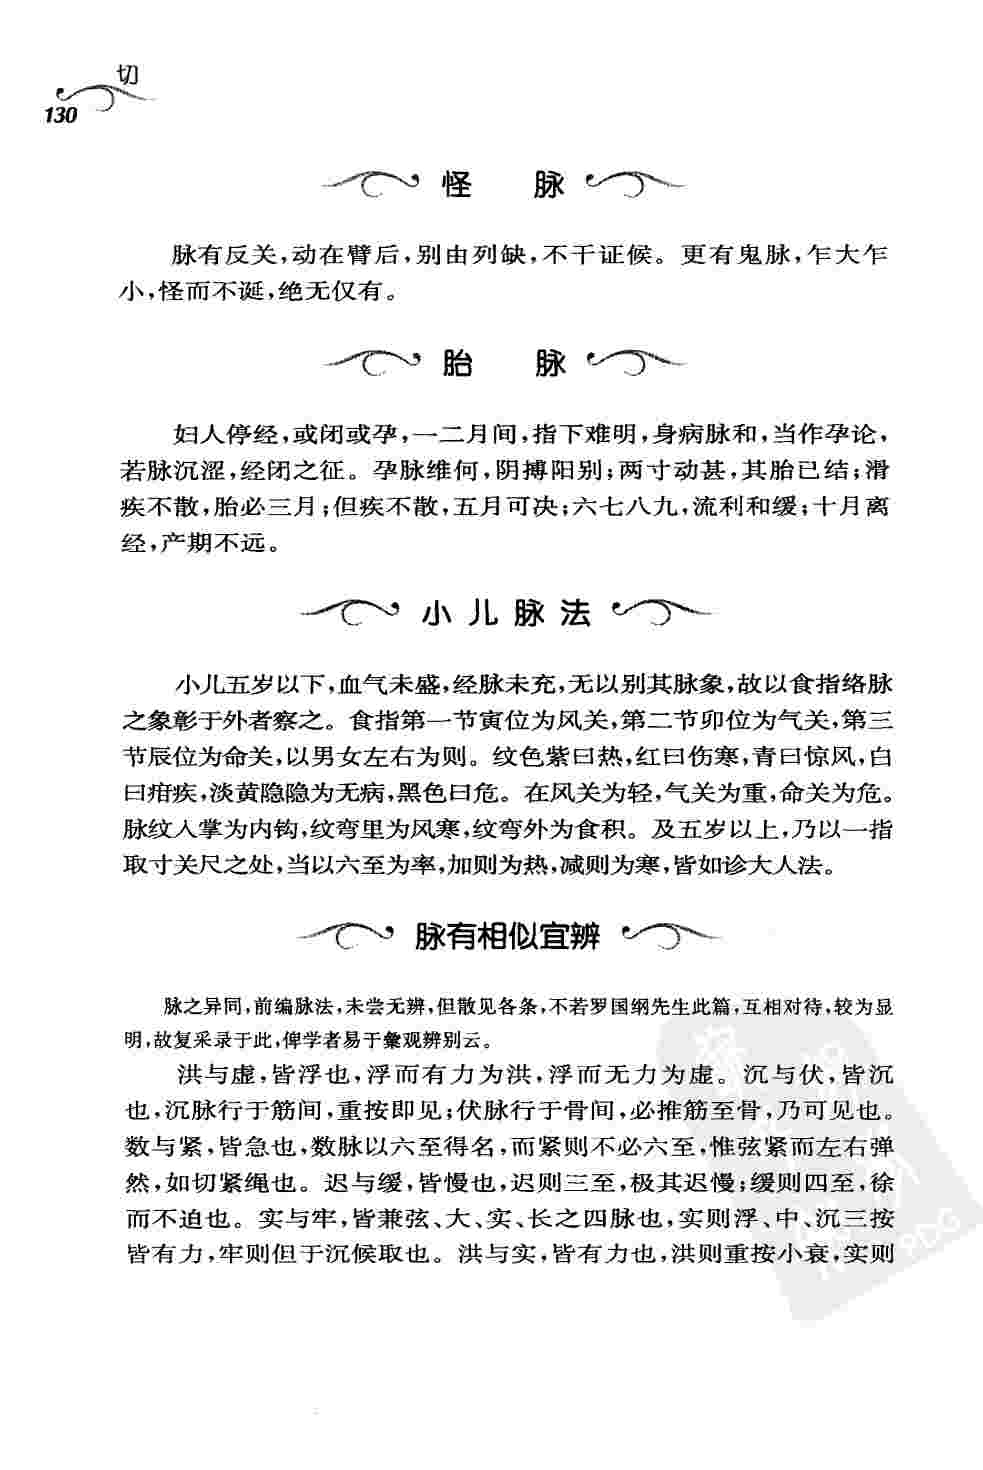 切
130
怪 脉
脉有反关,动在臂后,别由列缺,不干证候。更有鬼脉,乍大乍
小,怪而不诞,绝无仅有。
胎 脉
妇人停经,或闭或孕,一二月间,指下难明,身病脉和,当作孕论,
若脉沉涩,经闭之征。孕脉维何,阴搏阳别;两寸动甚,其胎已结;滑
疾不散,胎必三月;但疾不散,五月可决;六七八九,流利和缓;十月离
经,产期不远。
小儿脉法
小儿五岁以下,血气未盛,经脉未充,无以别其脉象,故以食指络脉
之象彰于外者察之。食指第一节寅位为风关,第二节卯位为气关,第三
节辰位为命关,以男女左右为则。纹色紫曰热,红曰伤寒,青曰惊风,白
曰疳疾,淡黄隐隐为无病,黑色曰危。在风关为轻,气关为重,命关为危。
脉纹入掌为内钩,纹弯里为风寒,纹弯外为食积。及五岁以上,乃以一指
取寸关尺之处,当以六至为率,加则为热,减则为寒,皆如诊大人法。
脉有相似宜辨
脉之异同,前编脉法,未尝无辨,但散见各条,不若罗国纲先生此篇,互相对待,较为显
明,故复采录于此,俾学者易于彙观辨别云。
洪与虚,皆浮也,浮而有力为洪,浮而无力为虚。沉与伏,皆沉
也,沉脉行于筋间,重按即见;伏脉行于骨间,必推筋至骨,乃可见也。
数与紧,皆急也,数脉以六至得名,而紧则不必六至,惟弦紧而左右弹
然,如切紧绳也。迟与缓,皆慢也,迟则三至,极其迟慢;缓则四至,徐
而不迫也。实与牢,皆兼弦、大、实、长之四脉也,实则浮、中、沉三按
皆有力,牢则但于沉候取也。洪与实,皆有力也,洪则重按小衰,实则
PDG